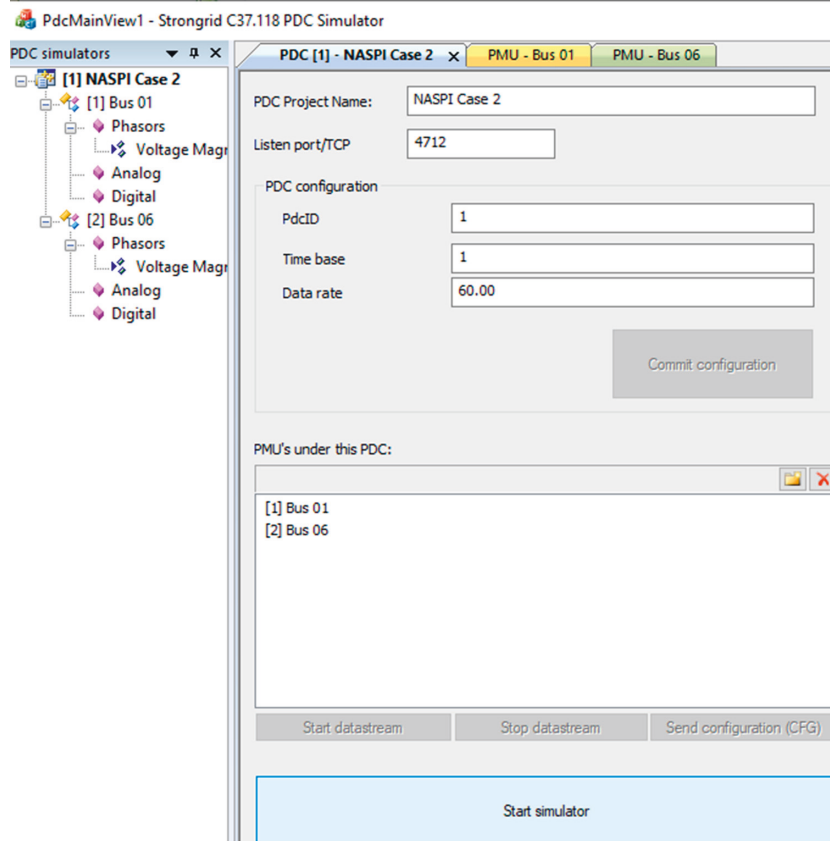 PdcMainView1 - Strongrid C37.118 PDC Simulator
PDC simulators
[1] NASPI Case 2
[1] Bus 01
Phasors
Voltage Magr
Analog
Digital
[2] Bus 06
Phasors
Voltage Magr
Analog
Digital
PDC [1] - NASPI Case 2
PMU - Bus 01
PMU - Bus 06
PDC Project Name: NASPI Case 2
Listen port/TCP 4712
PDC configuration
PdcID 1
Time base 1
Data rate 60.00
Commit configuration
PMU's under this PDC:
[1] Bus 01
[2] Bus 06
Start datastream Stop datastream Send configuration (CFG)
Start simulator